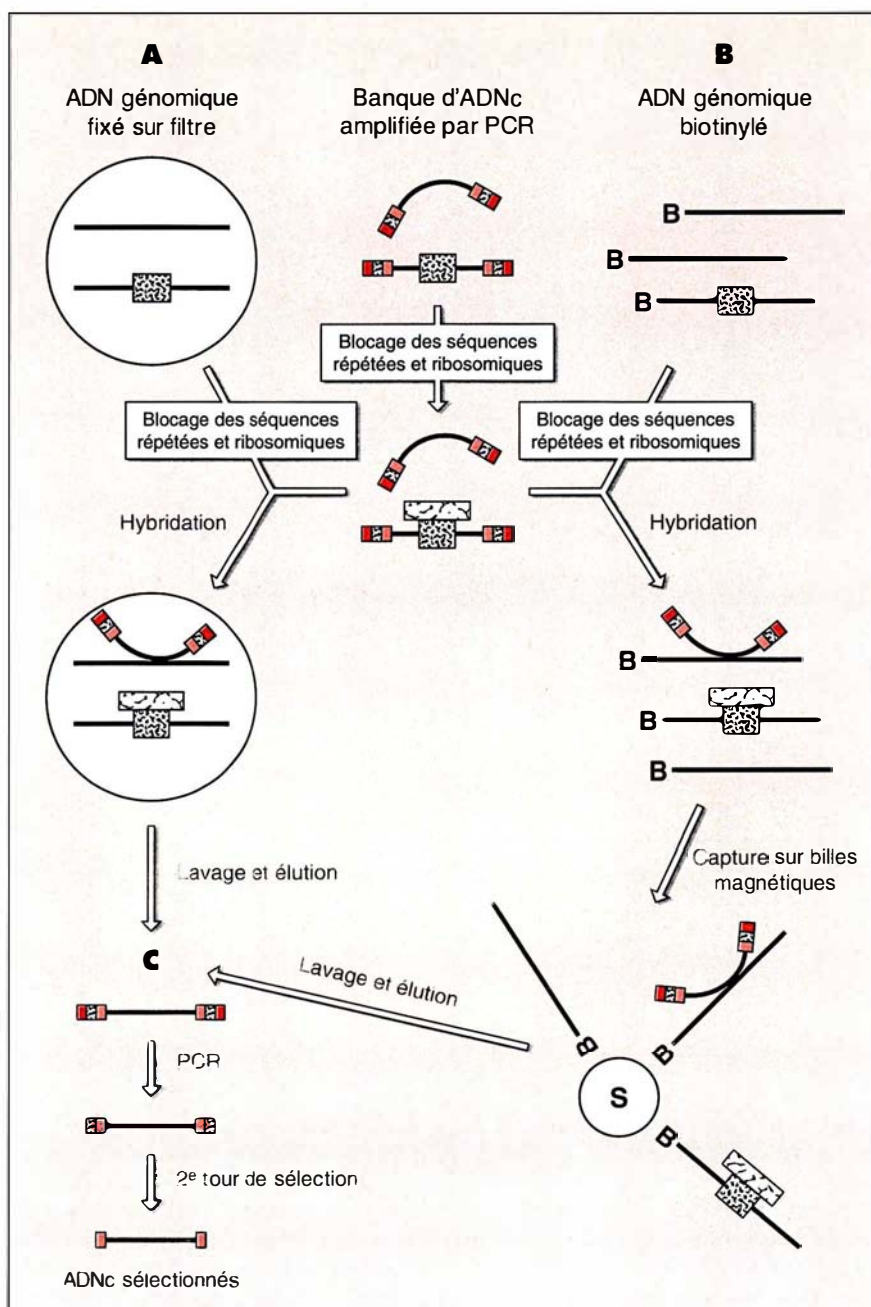 A
ADN génomique
fixé sur filtre
Banque d'ADNc
amplifiée par PCR
B
ADN génomique
biotinylé
B
B
B
Blocage des séquences
répétées et ribosomiques
Blocage des séquences
répétées et ribosomiques
Blocage des séquences
répétées et ribosomiques
Hybridation
Hybridation
B
B
B
Lavage et élution
Capture sur billes
magnétiques
C
Lavage et élution
PCR
B
B
S
B
2e tour de sélection
ADNc sélectionnés